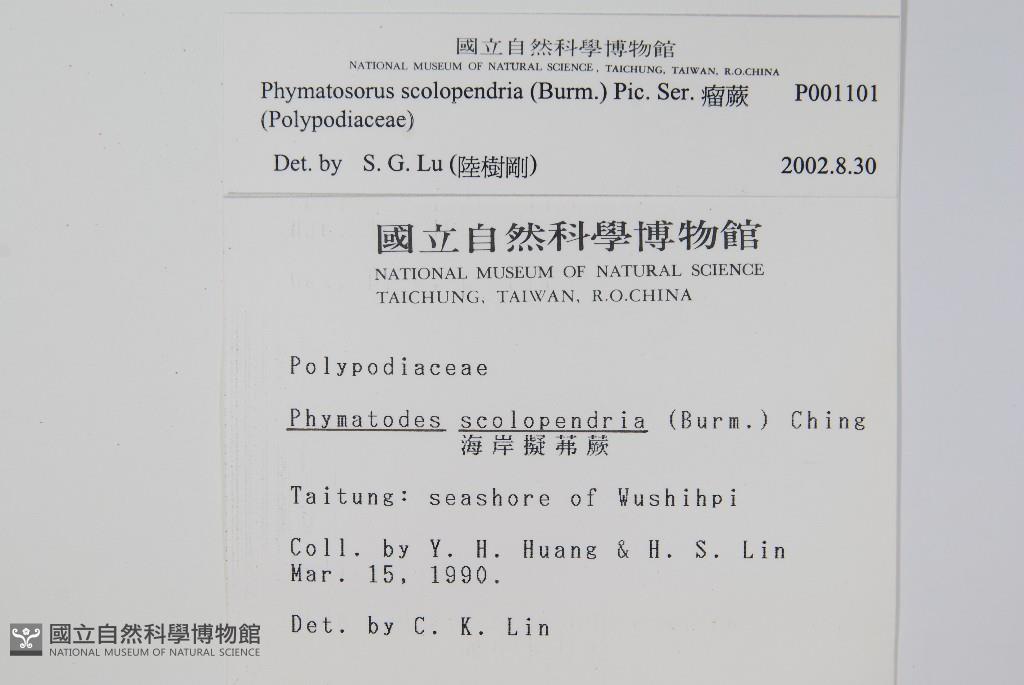 國立自然科學博物館
NATIONAL MUSEUM OF NATURAL SCIENCE, TAICHUNG, TAIWAN, R.O.CHINA
Phymatosorus scolopendria (Burm.) Pic. Ser. 瘤蕨 P001101
(Polypodiaceae)
Det. by S. G. Lu (陸樹剛) 2002.8.30
國立自然科學博物館
NATIONAL MUSEUM OF NATURAL SCIENCE
TAICHUNG, TAIWAN, R.O.CHINA
Polypodiaceae
Phymatodes scolopendria (Burm.) Ching
海岸擬茀蕨
Taitung: seashore of Wushihpi
Coll. by Y. H. Huang & H. S. Lin
Mar. 15, 1990.
Det. by C. K. Lin
國立自然科學博物館
NATIONAL MUSEUM OF NATURAL SCIENCE